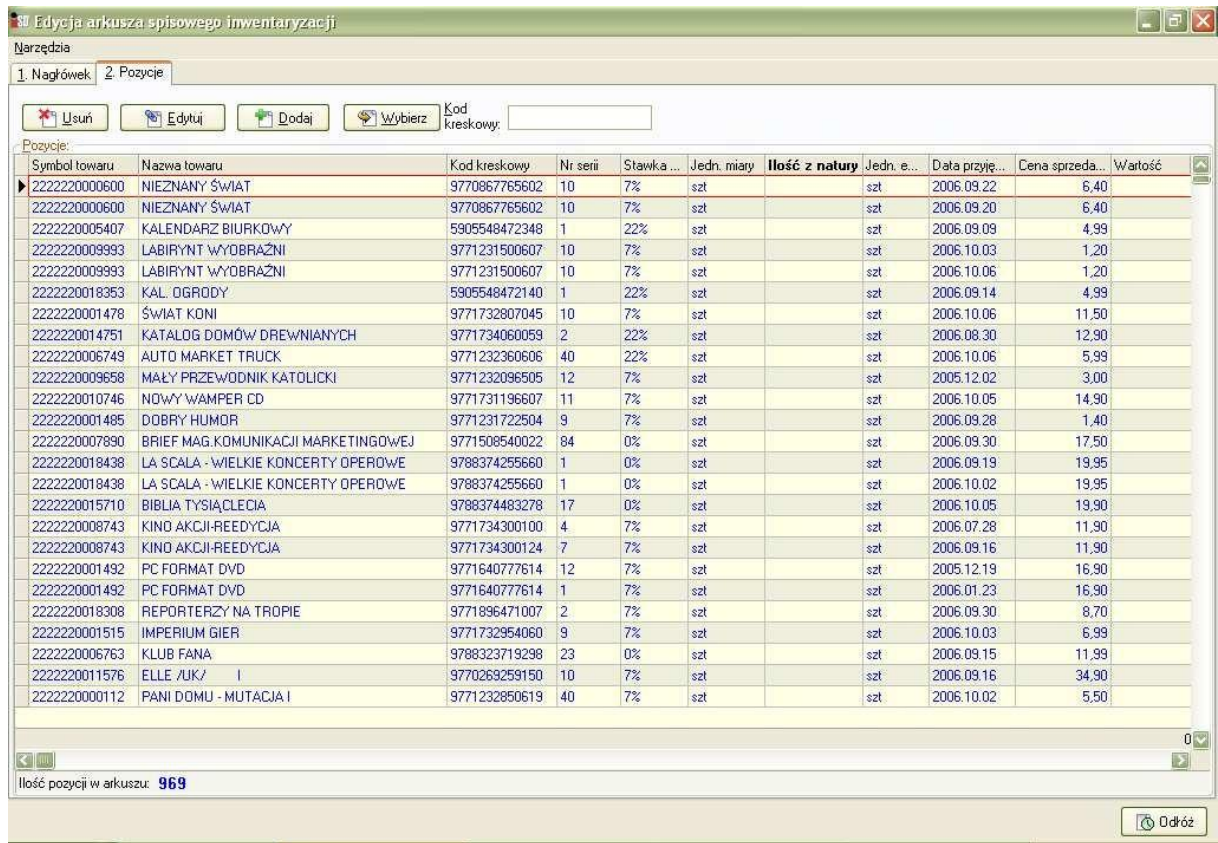 Edycja arkusza spisowego inwentaryzacji
Narzędzia
1. Nagłówek 2. Pozycje
Usuń Edytuj Dodaj Wybierz Kod kreskowy:
Pozycje:
Symbol towaru Nazwa towaru Kod kreskowy Nr serii Stawka ... Jedn. miary Ilość z natury Jedn. e... Data przyję... Cena sprzeda... Wartość
2222220000600 NIEZNANY ŚWIAT 9770867765602 10 7% szt szt 2006.09.22 6,40
2222220000600 NIEZNANY ŚWIAT 9770867765602 10 7% szt szt 2006.09.20 6,40
2222220005407 KALENDARZ BIURKOWY 5905548472348 1 22% szt szt 2006.09.09 4,99
2222220009993 LABIRYNT WYOBRAŹNI 9771231500607 10 7% szt szt 2006.10.03 1,20
2222220009993 LABIRYNT WYOBRAŹNI 9771231500607 10 7% szt szt 2006.10.06 1,20
2222220018353 KAL. OGRODY 5905548472140 1 22% szt szt 2006.09.14 4,99
2222220001478 ŚWIAT KONI 9771732807045 10 7% szt szt 2006.10.06 11,50
2222220014751 KATALOG DOMÓW DREWNIANYCH 9771734060059 2 22% szt szt 2006.08.30 12,90
2222220006749 AUTO MARKET TRUCK 9771232360606 40 22% szt szt 2006.10.06 5,99
2222220009658 MAŁY PRZEWODNIK KATOLICKI 9771232096505 12 7% szt szt 2005.12.02 3,00
2222220010746 NOWY WAMPER CD 9771731196607 11 7% szt szt 2006.10.05 14,90
2222220001485 DOBRY HUMOR 9771231722504 9 7% szt szt 2006.09.28 1,40
2222220007890 BRIEF MAG.KOMUNIKACJI MARKETINGOWEJ 9771508540022 84 0% szt szt 2006.09.30 17,50
2222220018438 LA SCALA - WIELKIE KONCERTY OPEROWE 9788374255660 1 0% szt szt 2006.09.19 19,95
2222220018438 LA SCALA - WIELKIE KONCERTY OPEROWE 9788374255660 1 0% szt szt 2006.10.02 19,95
2222220015710 BIBLIA TYSIĄCLECIA 9788374483278 17 0% szt szt 2006.10.05 19,90
2222220008743 KINO AKCJI-REEDYCJA 9771734300100 4 7% szt szt 2006.07.28 11,90
2222220008743 KINO AKCJI-REEDYCJA 9771734300124 7 7% szt szt 2006.09.16 11,90
2222220001492 PC FORMAT DVD 9771640777614 12 7% szt szt 2005.12.19 16,90
2222220001492 PC FORMAT DVD 9771640777614 1 7% szt szt 2006.01.23 16,90
2222220018308 REPORTERZY NA TROPIE 9771896471007 2 7% szt szt 2006.09.30 8,70
2222220001515 IMPERIUM GIER 9771732954060 9 7% szt szt 2006.10.03 6,99
2222220006763 KLUB FANA 9788323719298 23 0% szt szt 2006.09.15 11,99
2222220011576 ELLE /UK/ I 9770269259150 10 7% szt szt 2006.09.16 34,90
2222220000112 PANI DOMU - MUTACJA I 9771232850619 40 7% szt szt 2006.10.02 5,50
0
Ilość pozycji w arkuszu: 969
Odłóż